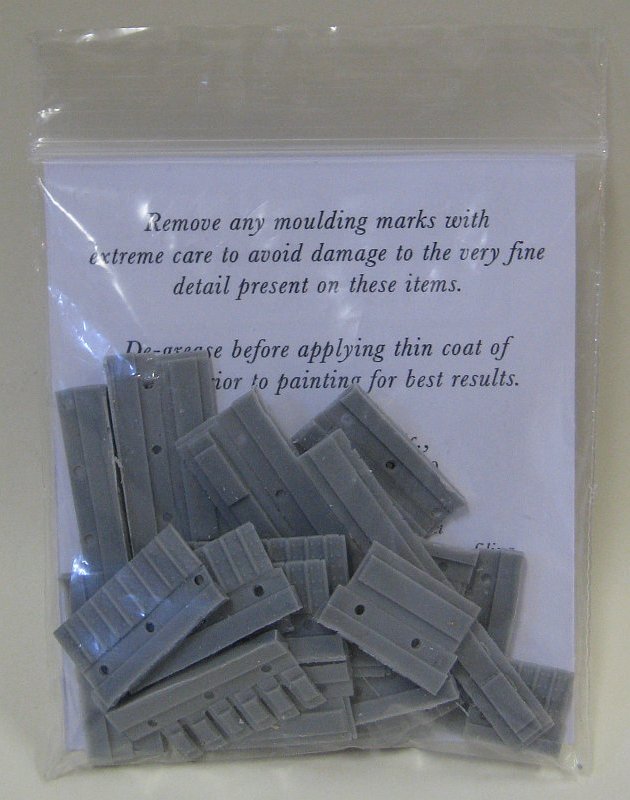 Remove any moulding marks with
extreme care to avoid damage to the very fine
detail present on these items.
De-grease before applying thin coat of
to painting for best results.